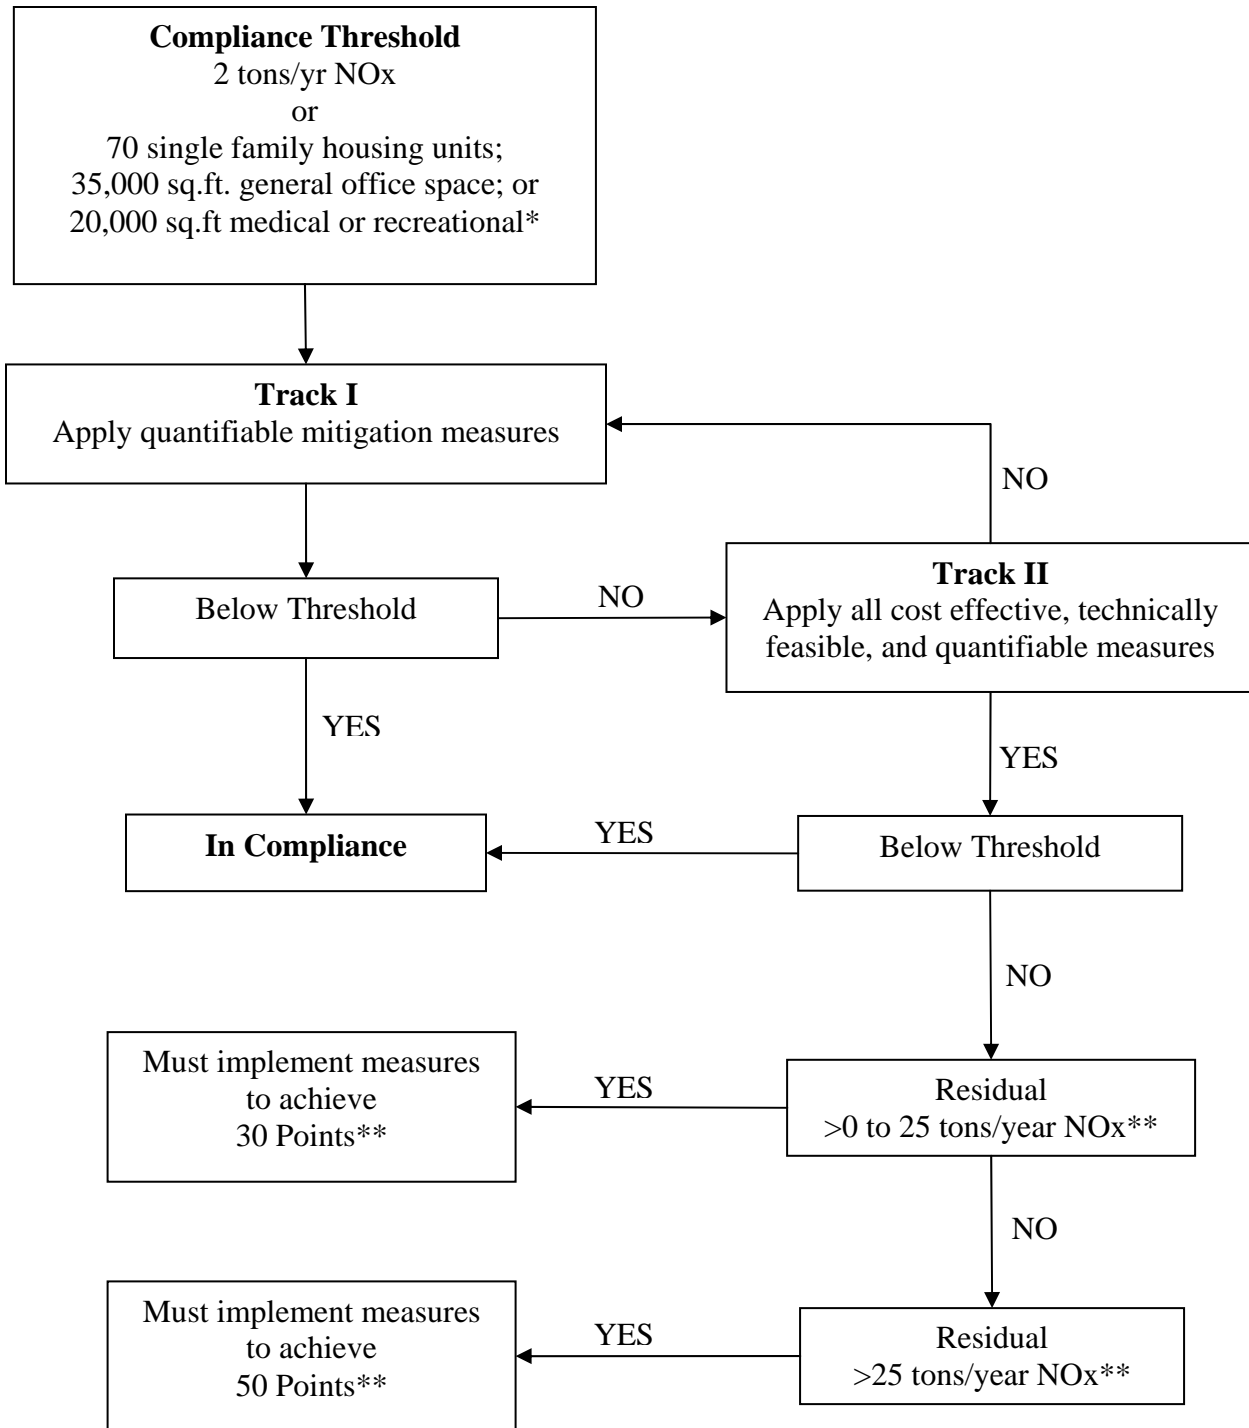 Compliance Threshold
2 tons/yr NOx
or
70 single family housing units;
35,000 sq.ft. general office space; or
20,000 sq.ft medical or recreational*
Track I
Apply quantifiable mitigation measures
NO
Below Threshold
NO
Track II
Apply all cost effective, technically
feasible, and quantifiable measures
YES
YES
In Compliance
YES
Below Threshold
NO
Must implement measures
to achieve
30 Points**
YES
Residual
>0 to 25 tons/year NOx**
NO
Must implement measures
to achieve
50 Points**
YES
Residual
>25 tons/year NOx**